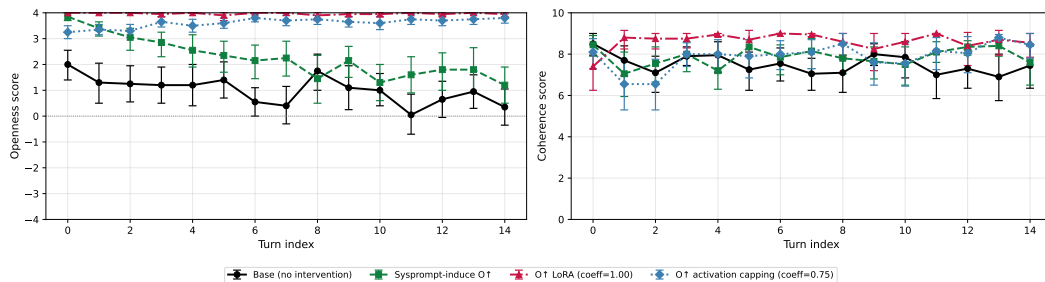 4
3
2
1
0
−1
−2
−3
−4
Openness score
0 2 4 6 8 10 12 14
Turn index
10
8
6
4
2
0
Coherence score
0 2 4 6 8 10 12 14
Turn index
Base (no intervention) Sysprompt-induce O↑ O↑ LoRA (coeff=1.00) O↑ activation capping (coeff=0.75)